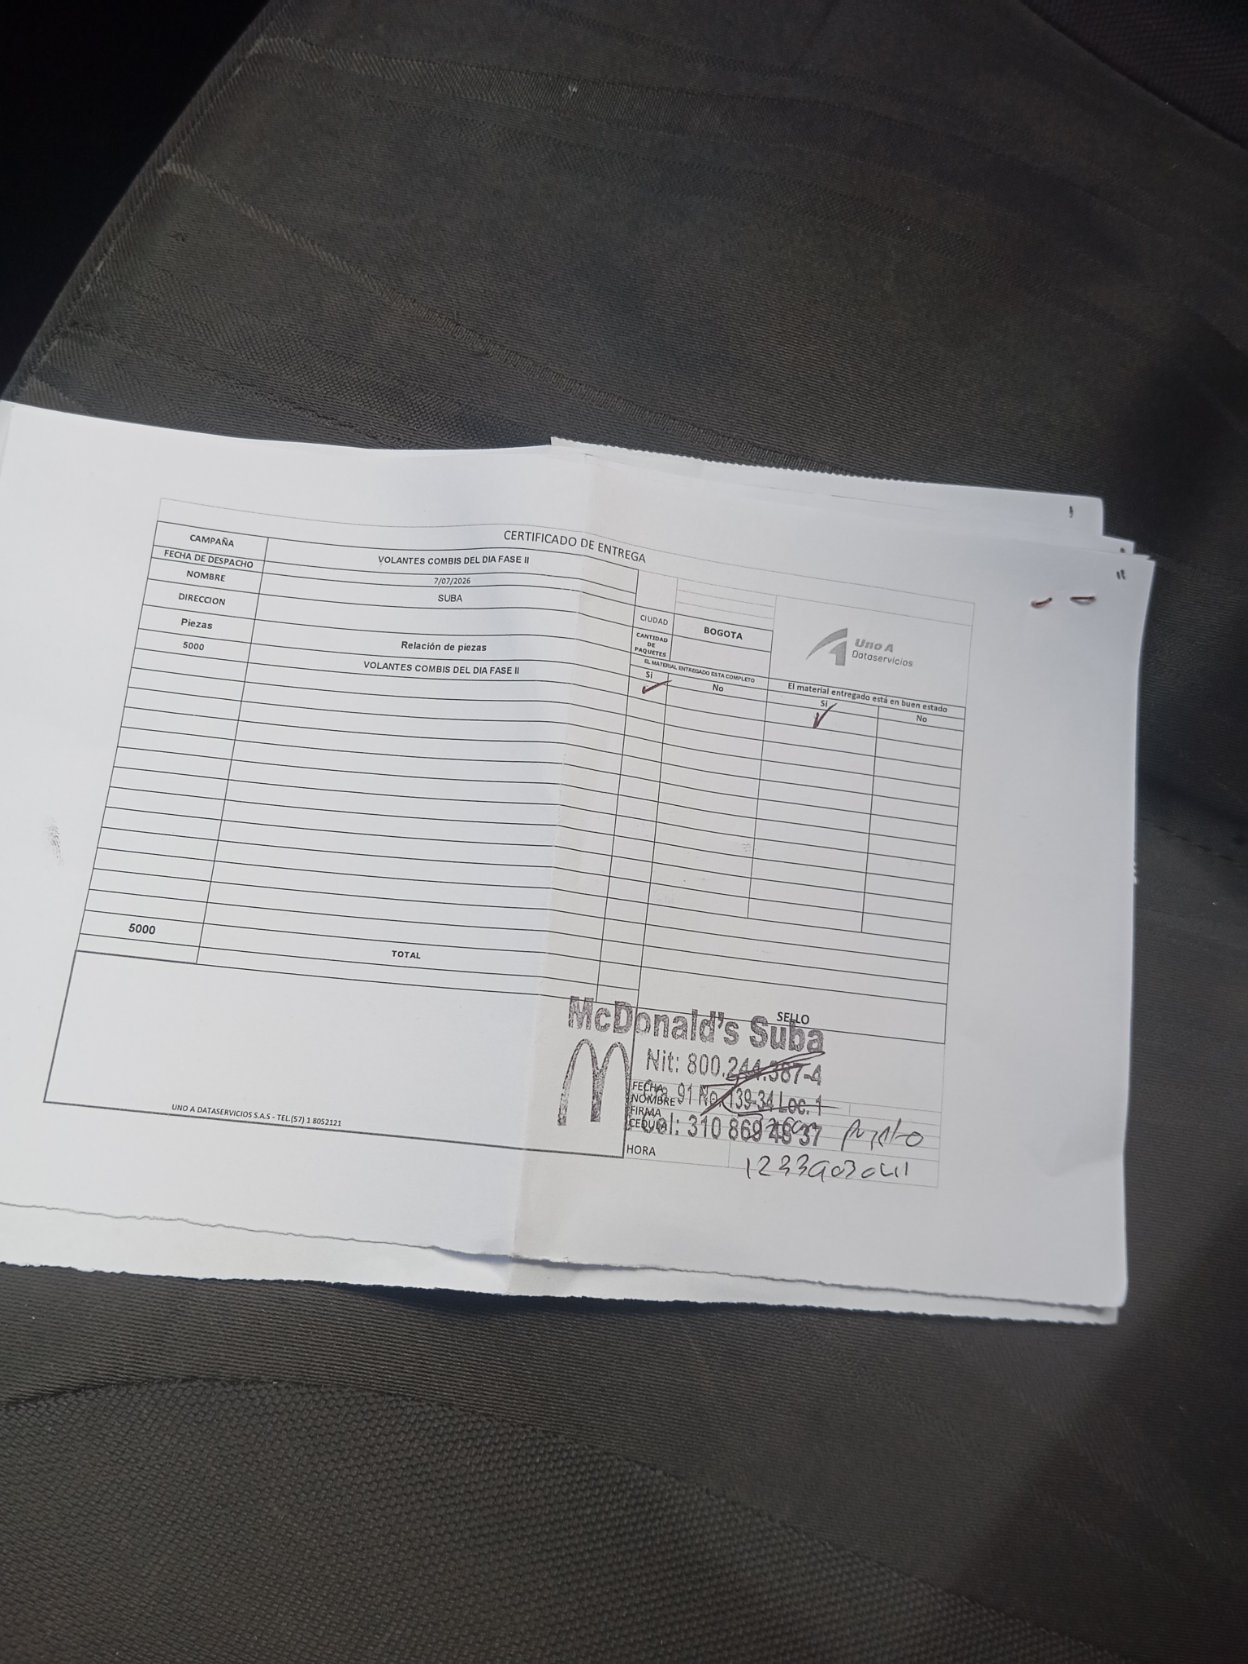 CERTIFICADO DE ENTREGA
CAMPAÑA VOLANTES COMBIS DEL DIA FASE II
FECHA DE DESPACHO 7/07/2026
NOMBRE SUBA
DIRECCION
CIUDAD BOGOTA
CANTIDAD DE PAQUETES
Uno A
Dataservicios
Piezas Relación de piezas
EL MATERIAL ENTREGADO ESTA COMPLETO
El material entregado está en buen estado
Si No Si No
5000 VOLANTES COMBIS DEL DIA FASE II
5000 TOTAL
SELLO
McDonald's Suba
Nit: 800.244.387-4
91 No. 139-34 Loc. 1
Cel: 310 869 46 37
FECHA
NOMBRE
FIRMA
CEDULA
HORA
UNO A DATASERVICIOS S.A.S - TEL.(57) 1 8052121